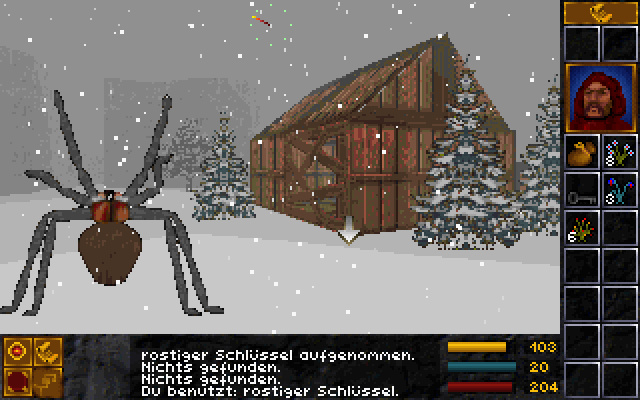 rostiger Schlüssel aufgenommen.
Nichts gefunden.
Nichts gefunden.
Du benutzt: rostiger Schlüssel.
103
20
204